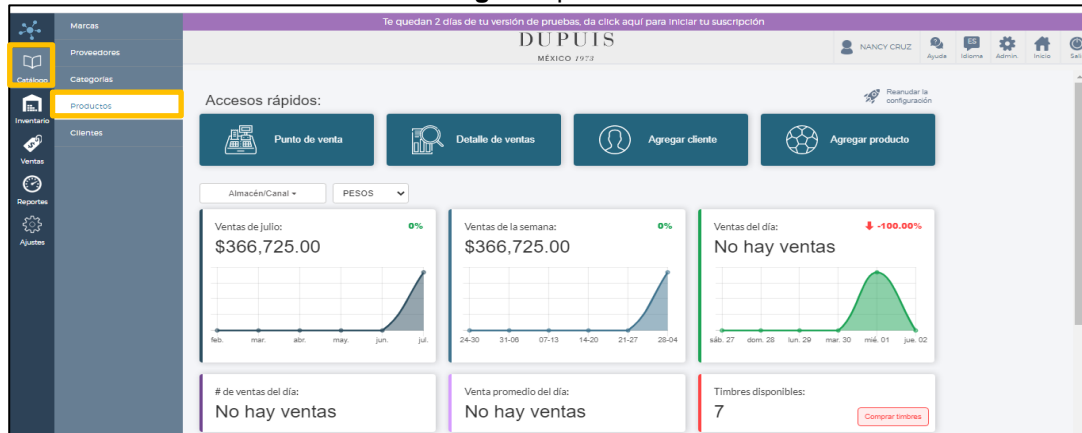 Te quedan 2 días de tu versión de pruebas, da click aquí para iniciar tu suscripción
DUPUIS
MÉXICO 1973
NANCY CRUZ
Ayuda
ES
Idioma
Admin.
Inicio
Salir
Catálogo
Inventario
Ventas
Reportes
Ajustes
Marcas
Proveedores
Categorías
Productos
Clientes
Accesos rápidos:
Reanudar la
configuración
Punto de venta
Detalle de ventas
Agregar cliente
Agregar producto
Almacén/Canal
PESOS
Ventas de julio:
0%
$366,725.00
feb. mar. abr. may. jun. jul.
Ventas de la semana:
0%
$366,725.00
24-30 31-06 07-13 14-20 21-27 28-04
Ventas del día:
-100.00%
No hay ventas
sáb. 27 dom. 28 lun. 29 mar. 30 mié. 01 jue. 02
# de ventas del día:
No hay ventas
Venta promedio del día:
No hay ventas
Timbres disponibles:
7
Comprar timbres